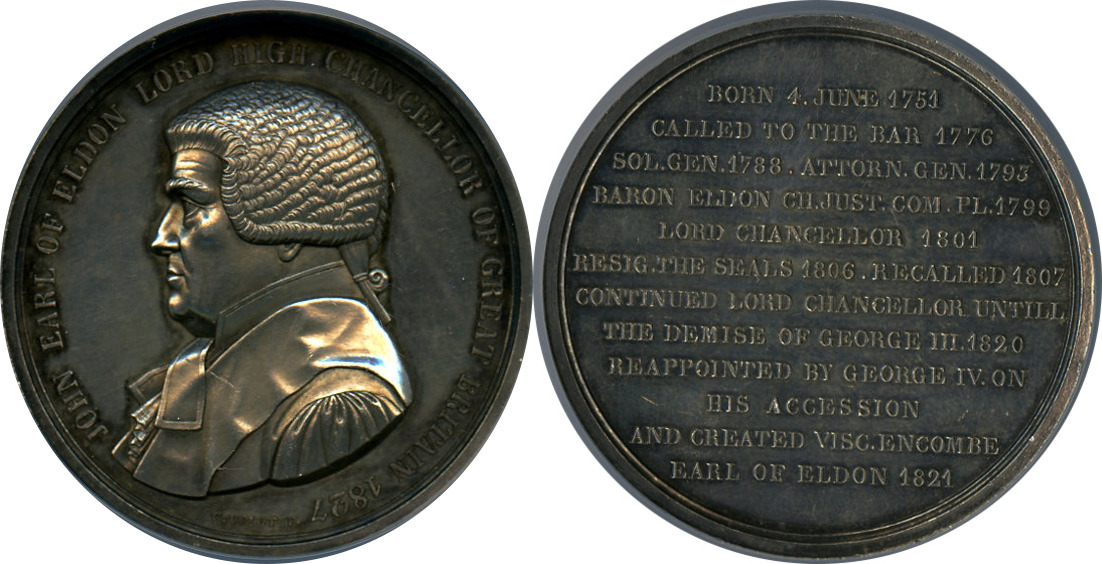 JOHN EARL OF ELDON LORD HIGH CHANCELLOR OF GREAT BRITAIN 1827
BORN 4. JUNE 1751
CALLED TO THE BAR 1776
SOL.GEN.1788. ATTORN.GEN.1793
BARON ELDON CH.JUST.COM.PL.1799
LORD CHANCELLOR 1801
RESIG.THE SEALS 1806.RECALLED 1807
CONTINUED LORD CHANCELLOR UNTILL
THE DEMISE OF GEORGE III.1820
REAPPOINTED BY GEORGE IV.ON
HIS ACCESSION
AND CREATED VISC.ENCOMBE
EARL OF ELDON 1821